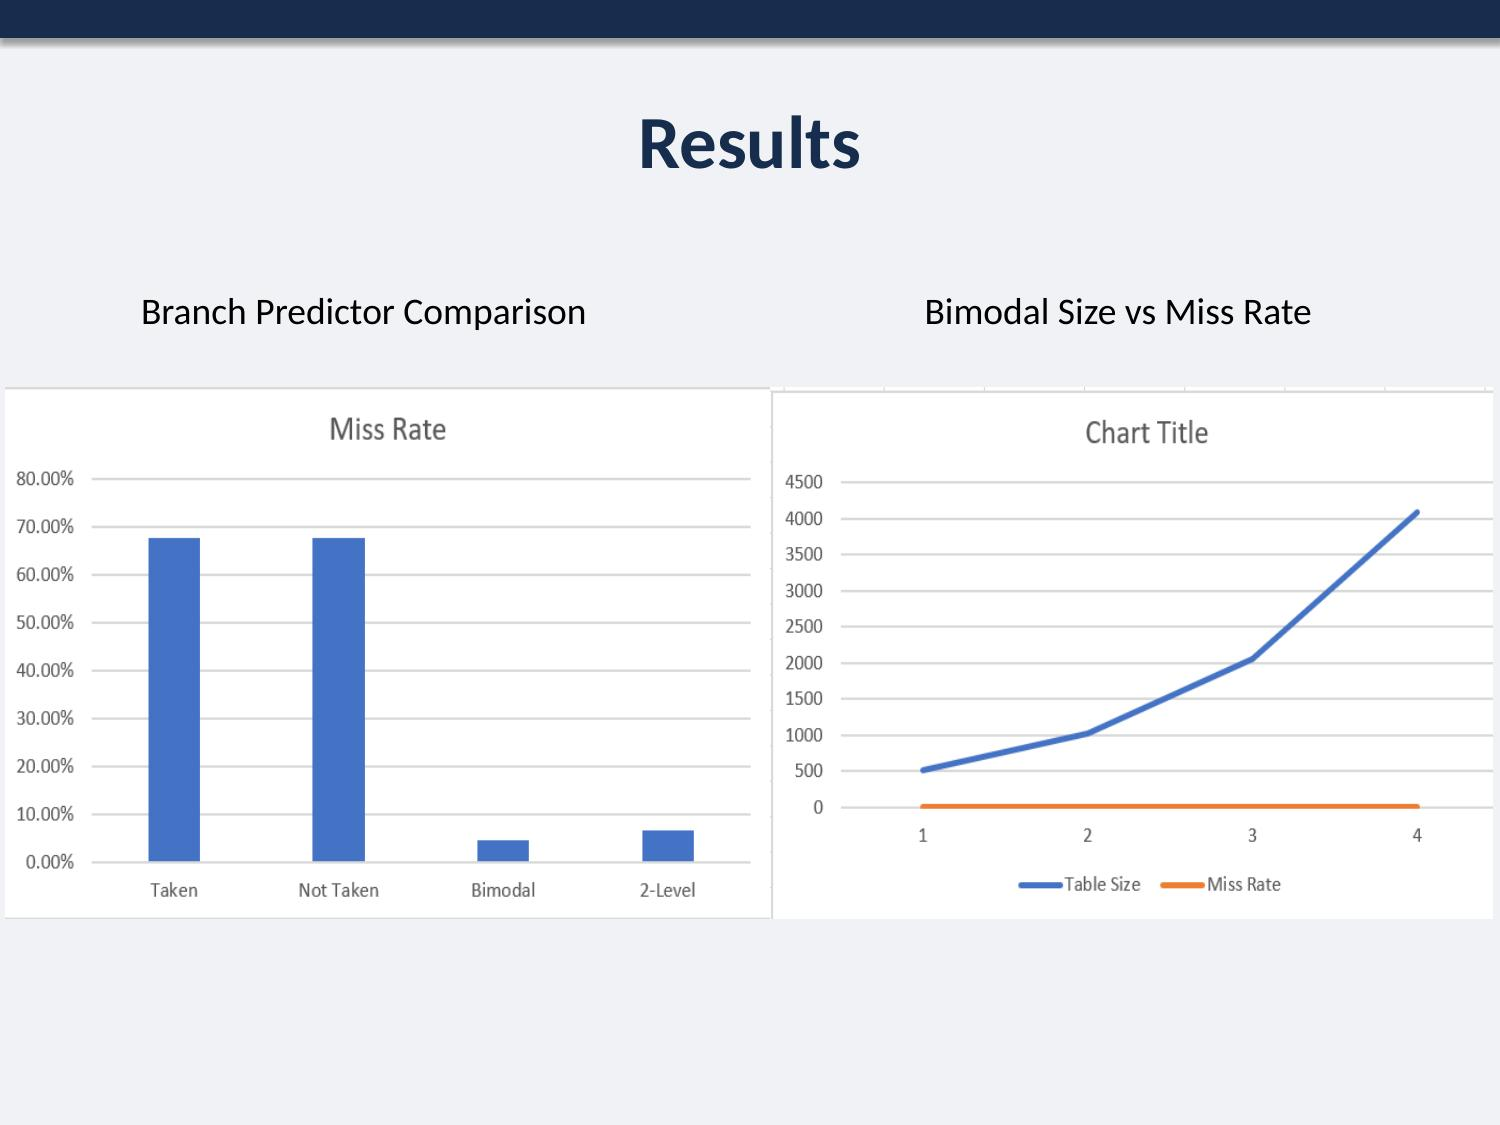 Results
Branch Predictor Comparison
Bimodal Size vs Miss Rate
Miss Rate
80.00%
70.00%
60.00%
50.00%
40.00%
30.00%
20.00%
10.00%
0.00%
Taken Not Taken Bimodal 2-Level
Chart Title
4500
4000
3500
3000
2500
2000
1500
1000
500
0
1 2 3 4
Table Size Miss Rate